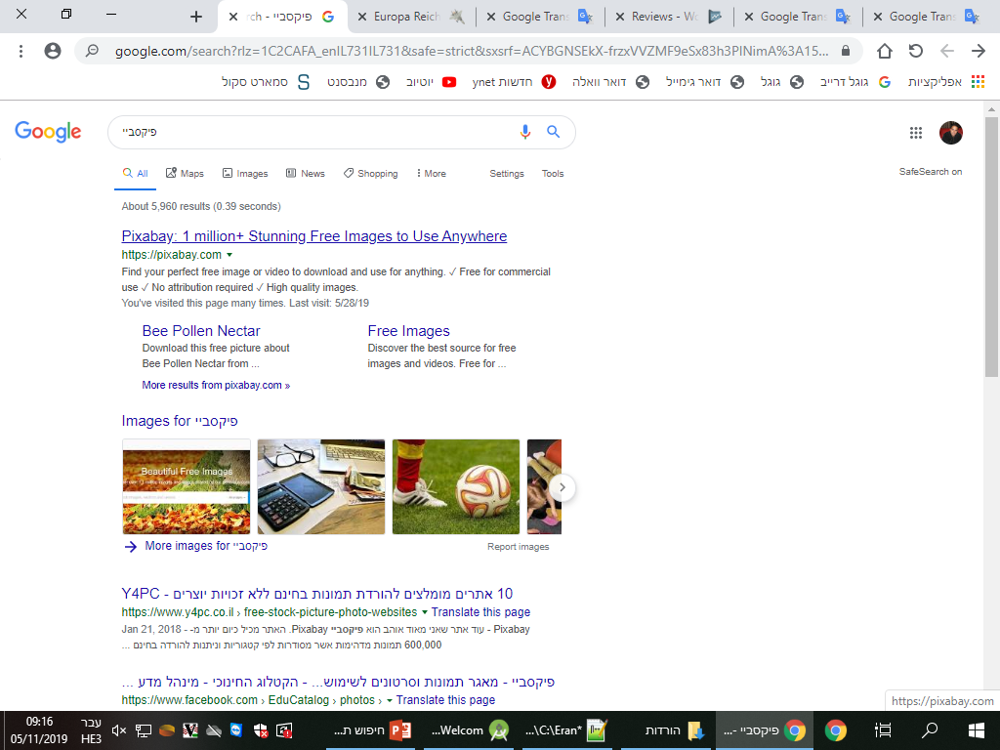 rch - פיקסביי
Europa Reich
Google Trans
Reviews - Wo
Google Trans
Google Trans
google.com/search?rlz=1C2CAFA_enIL731IL731&safe=strict&sxsrf=ACYBGNSEkX-frzxVVZMF9eSx83h3PINimA%3A15...
אפליקציות
גוגל דרייב
גוגל
דואר גימייל
דואר וואלה
חדשות ynet
יוטיוב
מנבסנט
סמארט סקול
Google
פיקסביי
All Maps Images News Shopping More Settings Tools
SafeSearch on
About 5,960 results (0.39 seconds)
Pixabay: 1 million+ Stunning Free Images to Use Anywhere
https://pixabay.com
Find your perfect free image or video to download and use for anything. ✓ Free for commercial
use ✓ No attribution required ✓ High quality images.
You've visited this page many times. Last visit: 5/28/19
Bee Pollen Nectar
Download this free picture about
Bee Pollen Nectar from ...
Free Images
Discover the best source for free
images and videos. Free for ...
More results from pixabay.com »
Images for פיקסביי
Beautiful Free Images
More images for פיקסביי
Report images
10 אתרים מומלצים להורדת תמונות בחינם ללא זכויות יוצרים - Y4PC
https://www.y4pc.co.il › free-stock-picture-photo-websites Translate this page
Jan 21, 2018 - Pixabay - עוד אתר שאני מאוד אוהב הוא פיקסביי Pixabay. האתר מכיל כיום יותר מ-
600,000 תמונות מדהימות אשר מסודרות לפי קטגוריות וניתנות להורדה בחינם ...
פיקסביי - מאגר תמונות וסרטונים לשימוש... - הקטלוג החינוכי - מינהל מדע ...
https://www.facebook.com › EduCatalog › photos › Translate this page
https://pixabay.com
פיקסביי -...
הורדות
*C:\Eran\...
Welcom...
חיפוש ת...
עבר
HE3
09:16
05/11/2019